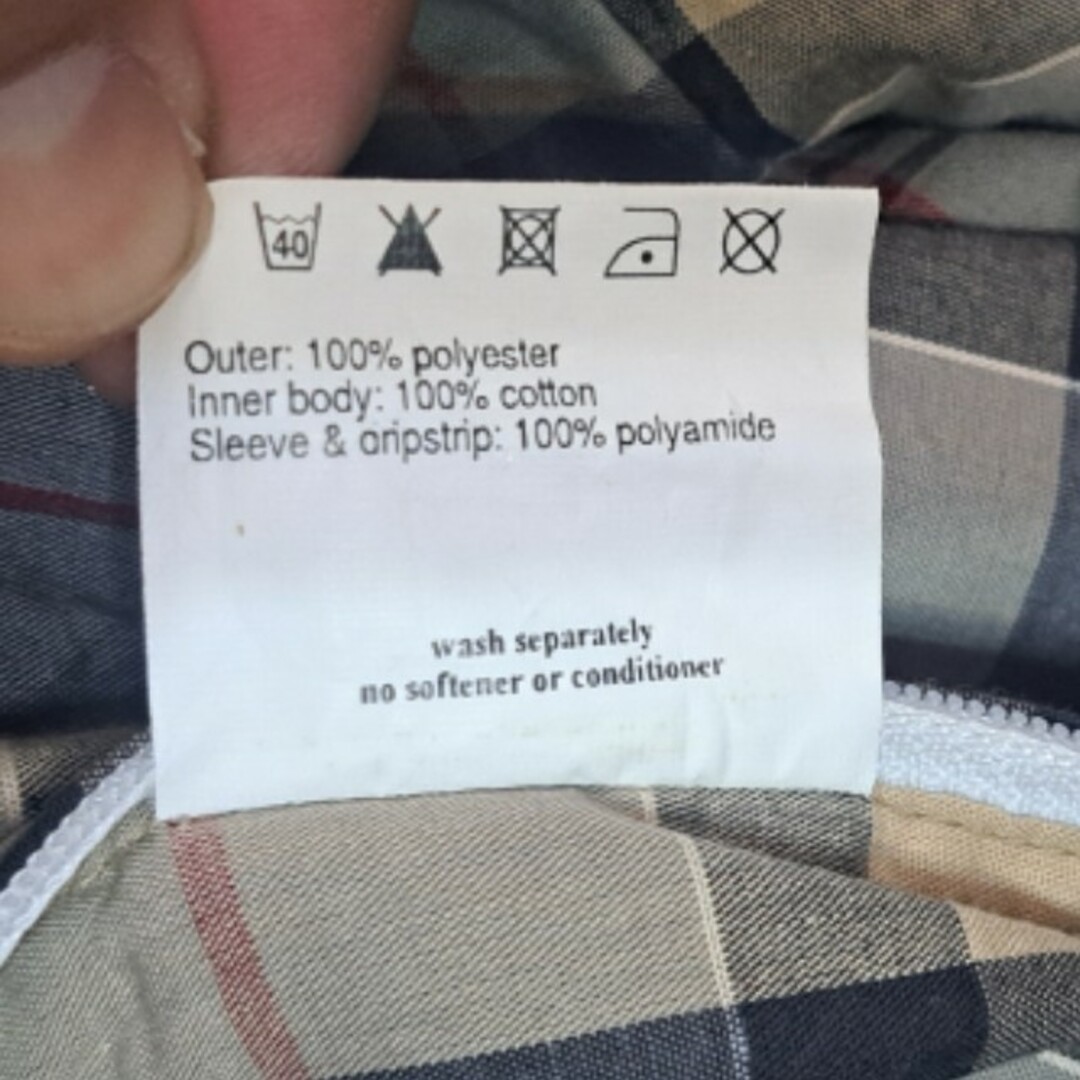 40
Outer: 100% polyester
Inner body: 100% cotton
Sleeve & gripstrip: 100% polyamide
wash separately
no softener or conditioner